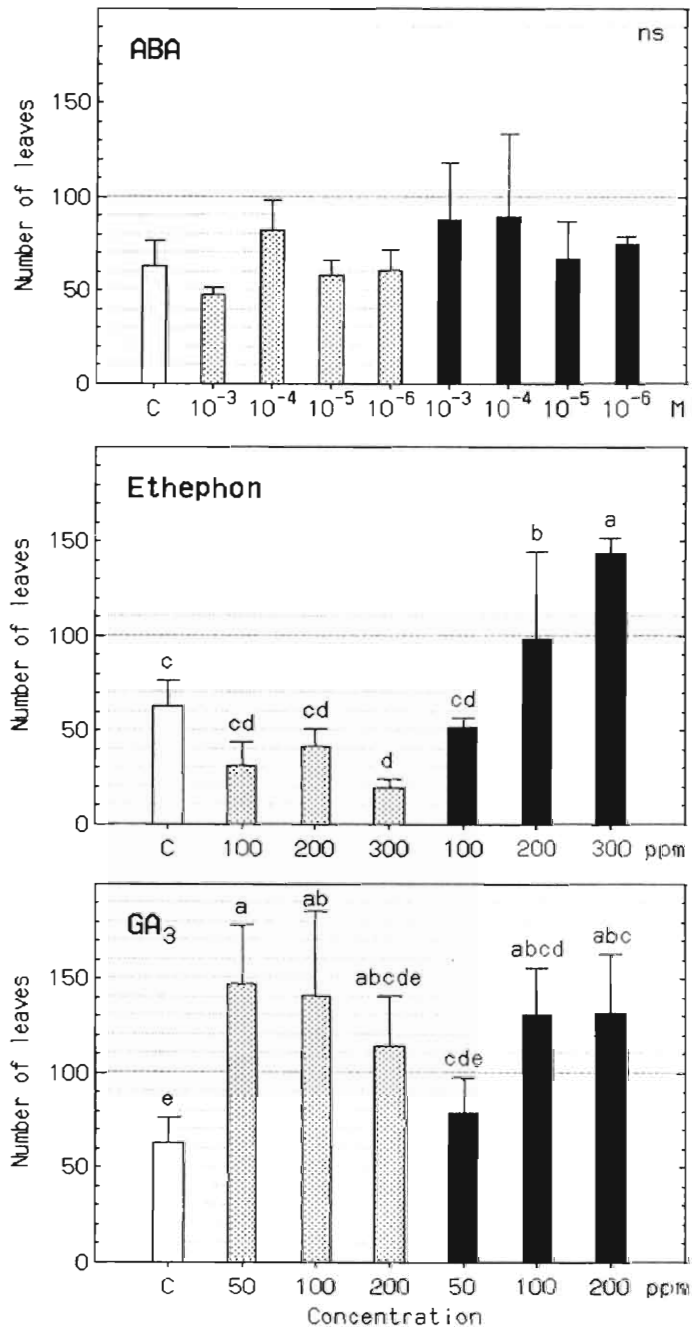 ABA
ns
Number of leaves
150
100
50
0
C 10⁻³ 10⁻⁴ 10⁻⁵ 10⁻⁶ 10⁻³ 10⁻⁴ 10⁻⁵ 10⁻⁶ M
Ethephon
Number of leaves
150
100
50
0
c cd cd d cd b a
C 100 200 300 100 200 300 ppm
GA₃
Number of leaves
150
100
50
0
e a ab abcde cde abcd abc
C 50 100 200 50 100 200 ppm
Concentration